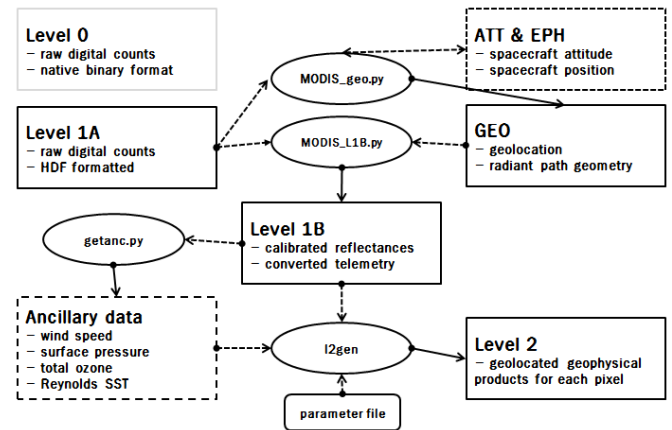 Level 0
– raw digital counts
– native binary format
ATT & EPH
– spacecraft attitude
– spacecraft position
MODIS_geo.py
Level 1A
– raw digital counts
– HDF formatted
MODIS_L1B.py
GEO
– geolocation
– radiant path geometry
getanc.py
Level 1B
– calibrated reflectances
– converted telemetry
Ancillary data
– wind speed
– surface pressure
– total ozone
– Reynolds SST
l2gen
Level 2
– geolocated geophysical
products for each pixel
parameter file